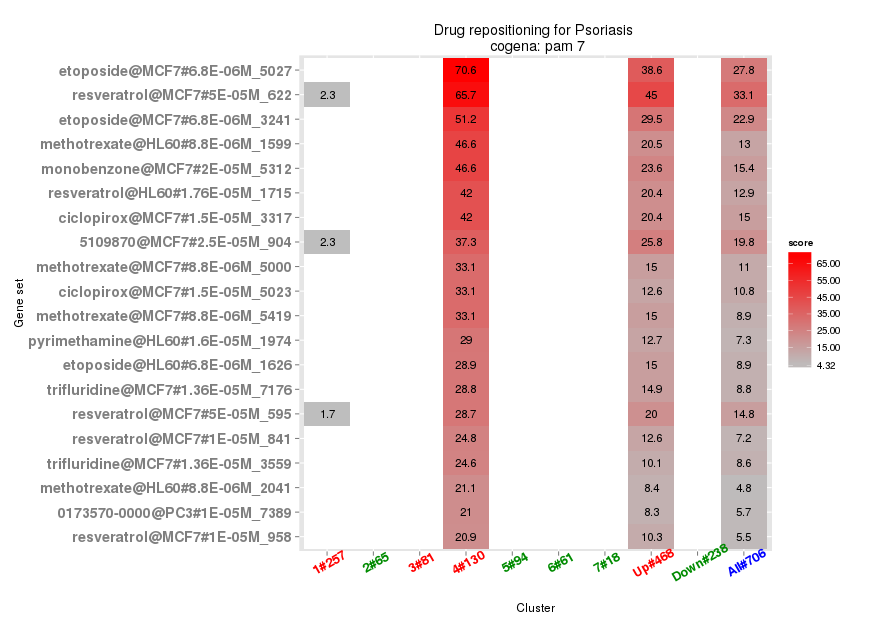 Drug repositioning for Psoriasis
cogena: pam 7
etoposide@MCF7#6.8E-06M_5027 70.6 38.6 27.8
resveratrol@MCF7#5E-05M_622 2.3 65.7 45 33.1
etoposide@MCF7#6.8E-06M_3241 51.2 29.5 22.9
methotrexate@HL60#8.8E-06M_1599 46.6 20.5 13
monobenzone@MCF7#2E-05M_5312 46.6 23.6 15.4
resveratrol@HL60#1.76E-05M_1715 42 20.4 12.9
ciclopirox@MCF7#1.5E-05M_3317 42 20.4 15
5109870@MCF7#2.5E-05M_904 2.3 37.3 25.8 19.8
methotrexate@MCF7#8.8E-06M_5000 33.1 15 11
ciclopirox@MCF7#1.5E-05M_5023 33.1 12.6 10.8
methotrexate@MCF7#8.8E-06M_5419 33.1 15 8.9
pyrimethamine@HL60#1.6E-05M_1974 29 12.7 7.3
etoposide@HL60#6.8E-06M_1626 28.9 15 8.9
trifluridine@MCF7#1.36E-05M_7176 28.8 14.9 8.8
resveratrol@MCF7#5E-05M_595 1.7 28.7 20 14.8
resveratrol@MCF7#1E-05M_841 24.8 12.6 7.2
trifluridine@MCF7#1.36E-05M_3559 24.6 10.1 8.6
methotrexate@HL60#8.8E-06M_2041 21.1 8.4 4.8
0173570-0000@PC3#1E-05M_7389 21 8.3 5.7
resveratrol@MCF7#1E-05M_958 20.9 10.3 5.5
1#257 2#65 3#81 4#130 5#94 6#61 7#18 Up#468 Down#238 All#706
Cluster
Gene set
score
65.00
55.00
45.00
35.00
25.00
15.00
4.32